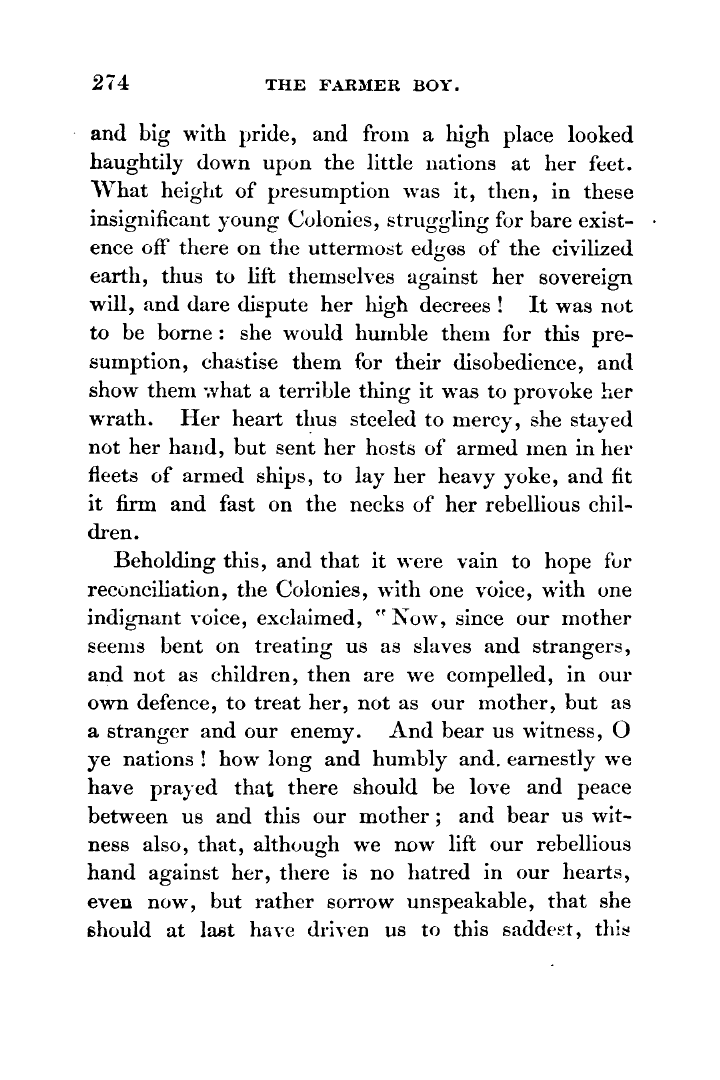 274 THE FARMER BOY.
and big with pride, and from a high place looked
haughtily down upon the little nations at her feet.
What height of presumption was it, then, in these
insignificant young Colonies, struggling for bare exist-
ence off there on the uttermost edges of the civilized
earth, thus to lift themselves against her sovereign
will, and dare dispute her high decrees ! It was not
to be borne : she would humble them for this pre-
sumption, chastise them for their disobedience, and
show them what a terrible thing it was to provoke her
wrath. Her heart thus steeled to mercy, she stayed
not her hand, but sent her hosts of armed men in her
fleets of armed ships, to lay her heavy yoke, and fit
it firm and fast on the necks of her rebellious chil-
dren.
Beholding this, and that it were vain to hope for
reconciliation, the Colonies, with one voice, with one
indignant voice, exclaimed, "Now, since our mother
seems bent on treating us as slaves and strangers,
and not as children, then are we compelled, in our
own defence, to treat her, not as our mother, but as
a stranger and our enemy. And bear us witness, O
ye nations ! how long and humbly and. earnestly we
have prayed that there should be love and peace
between us and this our mother ; and bear us wit-
ness also, that, although we now lift our rebellious
hand against her, there is no hatred in our hearts,
even now, but rather sorrow unspeakable, that she
should at last have driven us to this saddest, this